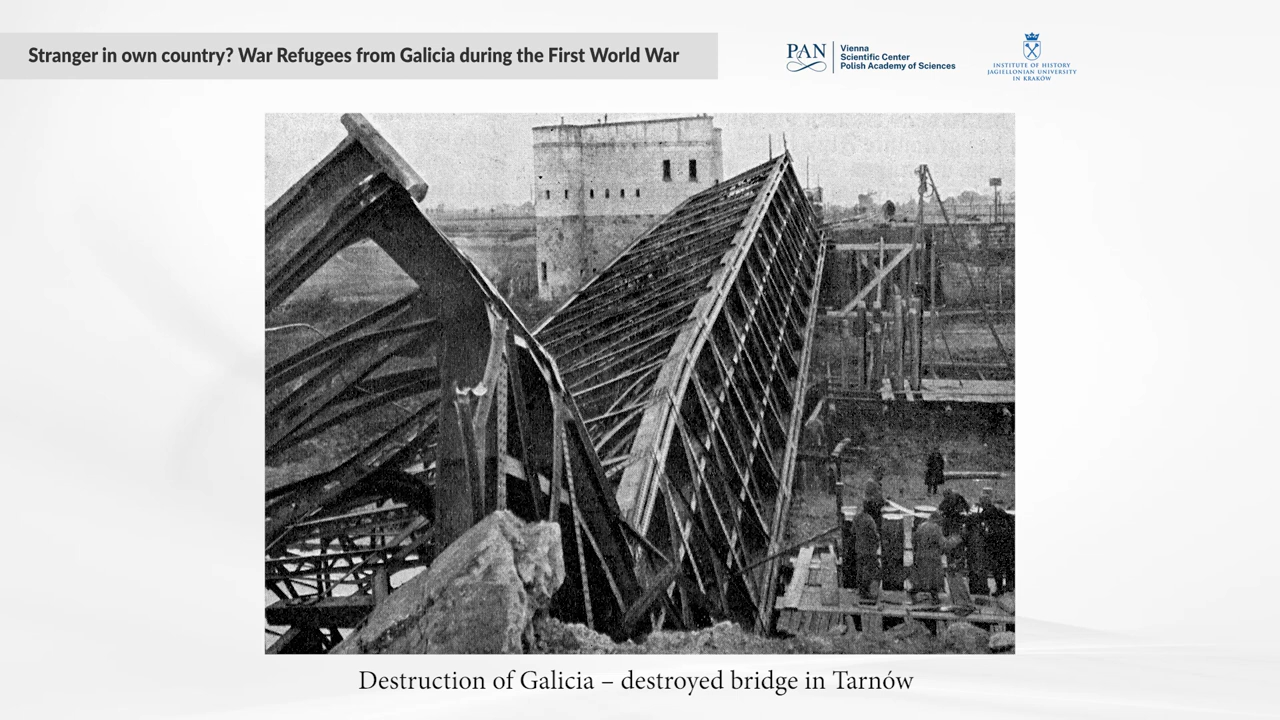 Stranger in own country? War Refugees from Galicia during the First World War
PAN
Vienna
Scientific Center
Polish Academy of Sciences
INSTITUTE OF HISTORY
JAGIELLONIAN UNIVERSITY
IN KRAKÓW
Destruction of Galicia – destroyed bridge in Tarnów